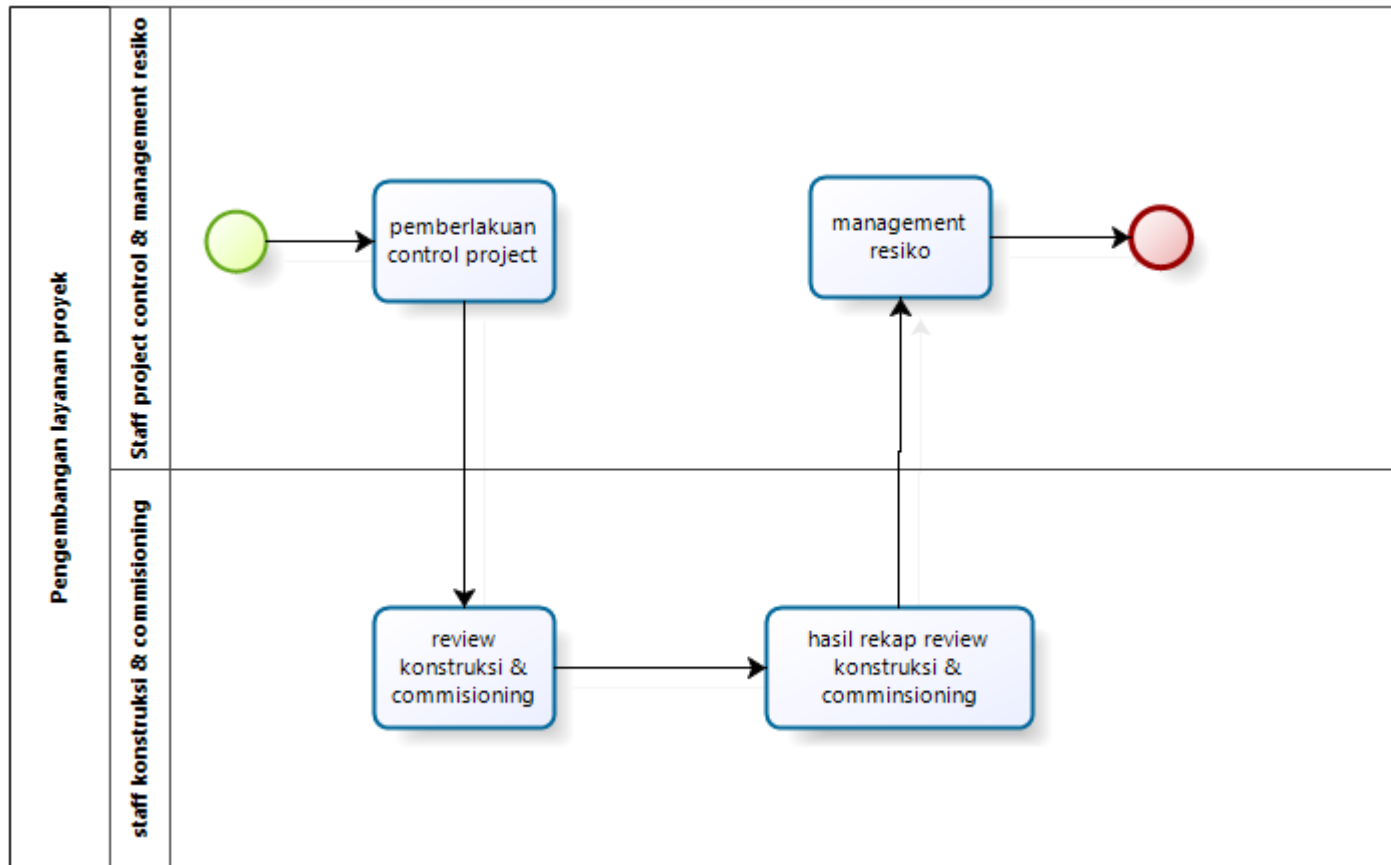 Pengembangan layanan proyek
Staff project control & management resiko
pemberlakuan
control project
management
resiko
staff konstruksi & commisioning
review
konstruksi &
commisioning
hasil rekap review
konstruksi &
comminsioning